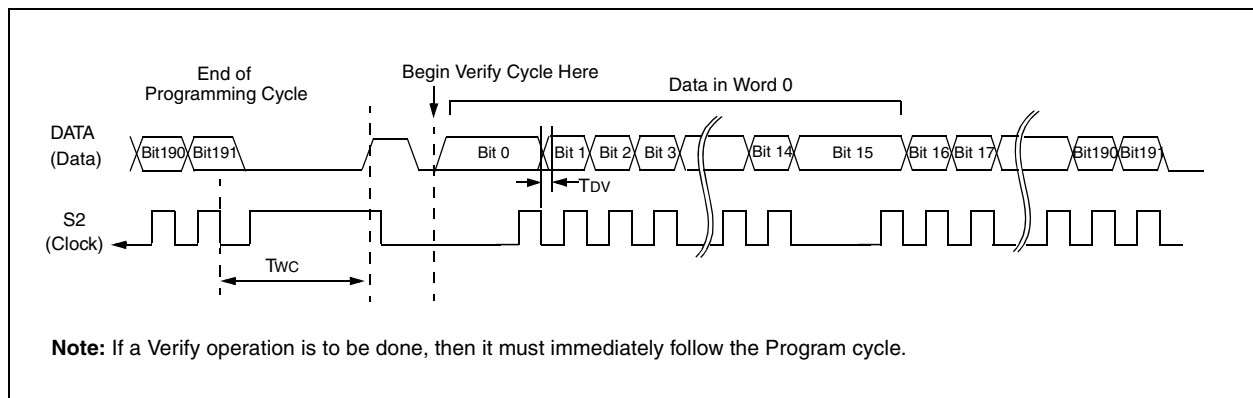 End of
Programming Cycle
Begin Verify Cycle Here
Data in Word 0
DATA
(Data)
Bit190 Bit191 Bit 0 Bit 1 Bit 2 Bit 3 Bit 14 Bit 15 Bit 16 Bit 17 Bit190 Bit191
TDV
S2
(Clock)
TWC
Note: If a Verify operation is to be done, then it must immediately follow the Program cycle.